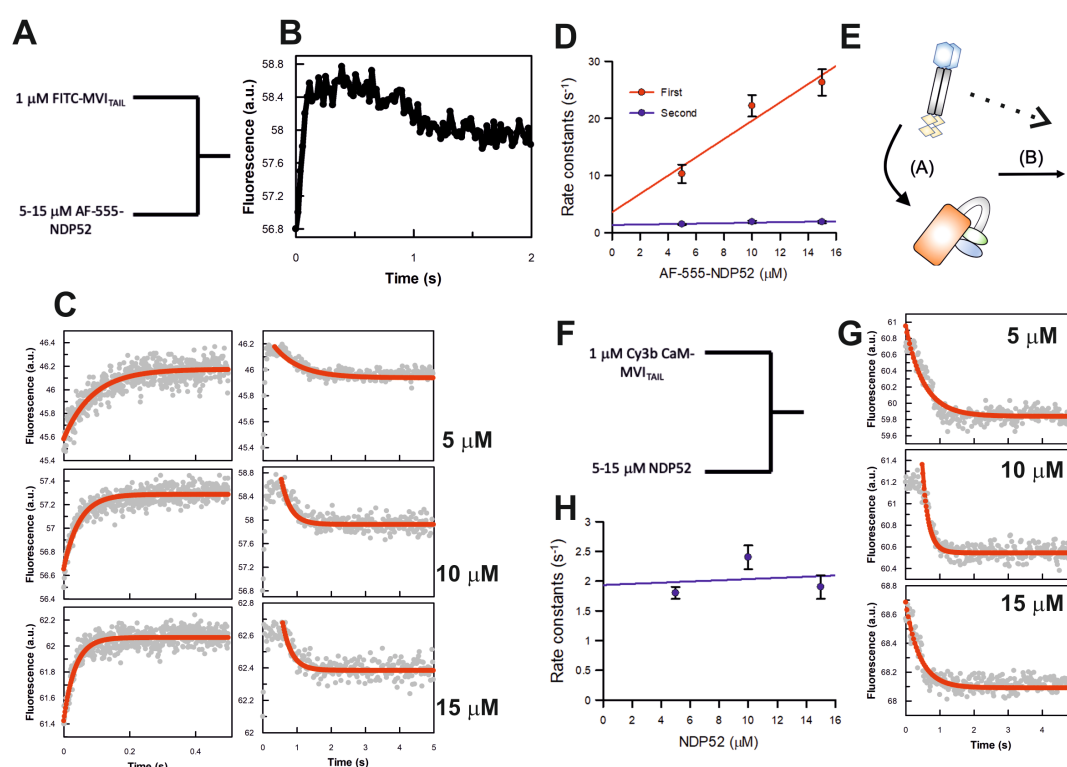 A
1 μM FITC-MVITAIL
5-15 μM AF-555-
NDP52
B
Fluorescence (a.u.)
58.8
58.4
58
57.6
57.2
56.8
0
1
2
Time (s)
D
Rate constants (s-1)
30
20
10
0
First
Second
0 2 4 6 8 10 12 14 16
AF-555-NDP52 (μM)
E
(A)
(B)
C
Fluorescence (a.u.)
46.4
46.2
46
45.8
45.6
45.4
46.2
45.8
45.4
5 μM
Fluorescence (a.u.)
57.4
57.2
57
56.8
56.6
56.4
58.8
58.4
58
57.6
57.2
56.8
10 μM
Fluorescence (a.u.)
62.2
62
61.8
61.6
61.4
0
0.2
0.4
Time (s)
62.8
62.6
62.4
62.2
62
0 1 2 3 4 5
Time (s)
15 μM
F
1 μM Cy3b CaM-
MVITAIL
5-15 μM NDP52
H
Rate constants (s-1)
3
2.5
2
1.5
1
0.5
0
0 2 4 6 8 10 12 14 16
NDP52 (μM)
G
Fluorescence (a.u.)
61
60.8
60.6
60.4
60.2
60
59.8
59.6
5 μM
Fluorescence (a.u.)
61.4
61.2
61
60.8
60.6
60.4
10 μM
Fluorescence (a.u.)
68.8
68.6
68.4
68.2
68
15 μM
0
2
4
Time (s)